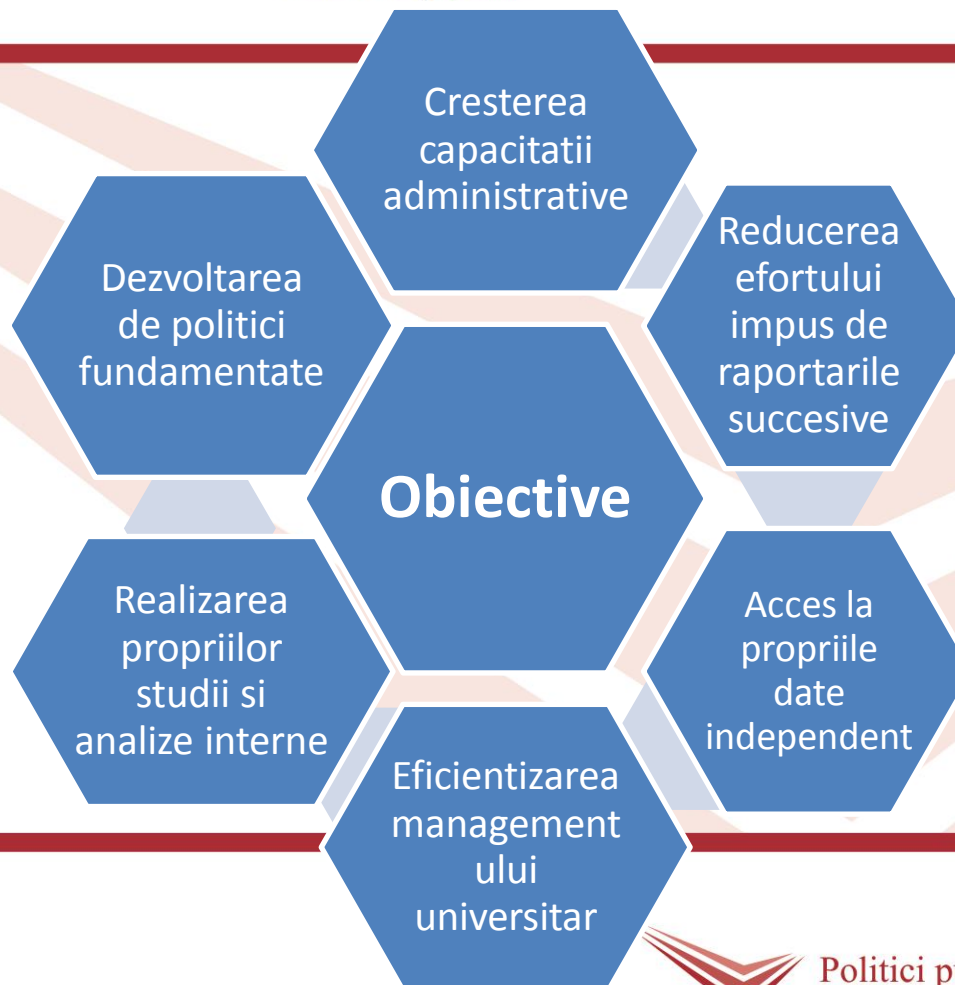 Cresterea
capacitatii
administrative
Reducerea
efortului
impus de
raportarile
succesive
Acces la
propriile
date
independent
Eficientizarea
management
ului
universitar
Realizarea
propriilor
studii si
analize interne
Dezvoltarea
de politici
fundamentate
Obiective
Politici